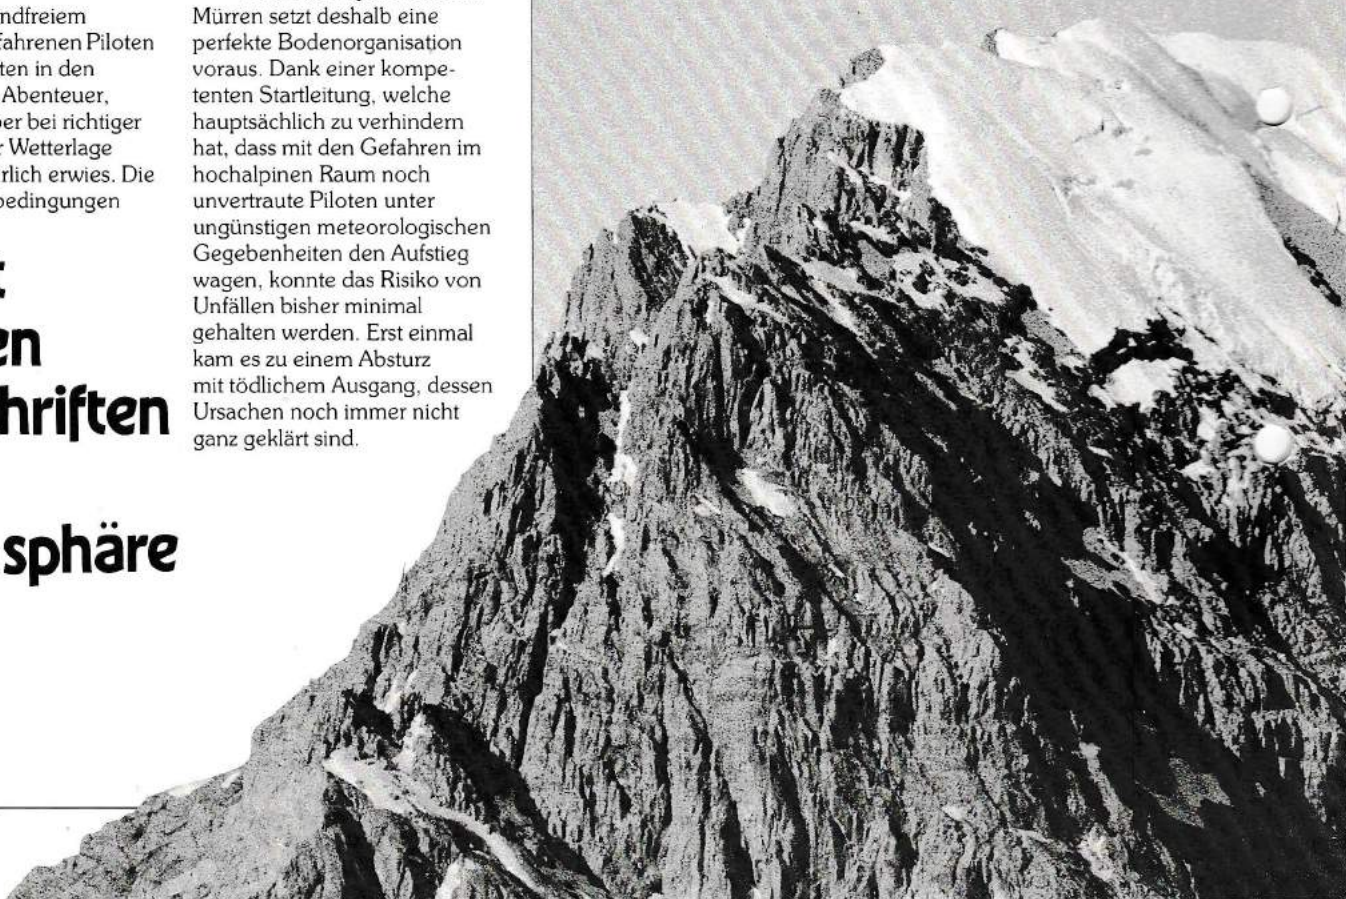 ndfreiem
fahrenen Piloten
ten in den
Abenteuer,
er bei richtiger
r Wetterlage
rlich erwies. Die
bedingungen
en
hriften
sphäre
Mürren setzt deshalb eine
perfekte Bodenorganisation
voraus. Dank einer kompe-
tenten Startleitung, welche
hauptsächlich zu verhindern
hat, dass mit den Gefahren im
hochalpinen Raum noch
unvertraute Piloten unter
ungünstigen meteorologischen
Gegebenheiten den Aufstieg
wagen, konnte das Risiko von
Unfällen bisher minimal
gehalten werden. Erst einmal
kam es zu einem Absturz
mit tödlichem Ausgang, dessen
Ursachen noch immer nicht
ganz geklärt sind.